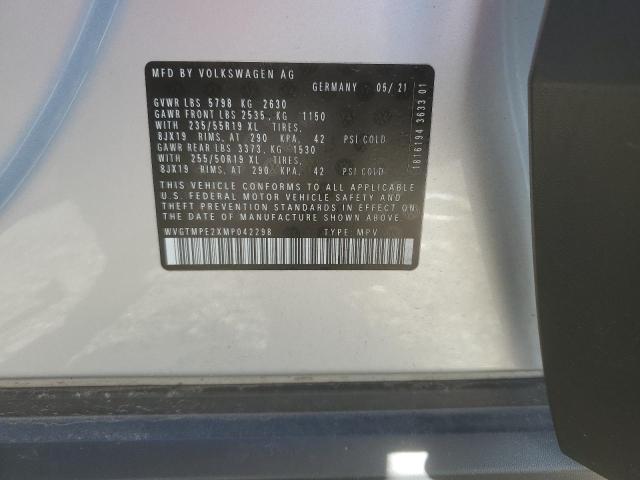 MFD BY VOLKSWAGEN AG
GERMANY 05/21
GVWR LBS 5798 KG 2630
GAWR FRONT LBS 2535, KG 1150
WITH 235/55R19 XL TIRES,
8JX19 RIMS, AT 290 KPA, 42 PSI COLD
GAWR REAR LBS 3373, KG 1530
WITH 255/50R19 XL TIRES,
8JX19 RIMS, AT 290 KPA, 42 PSI COLD
THIS VEHICLE CONFORMS TO ALL APPLICABLE
U.S. FEDERAL MOTOR VEHICLE SAFETY AND
THEFT PREVENTION STANDARDS IN EFFECT ON
THE DATE OF MANUFACTURE SHOWN ABOVE.
WVGTMPE2XMP042298 TYPE: MPV
1816194 3633 01